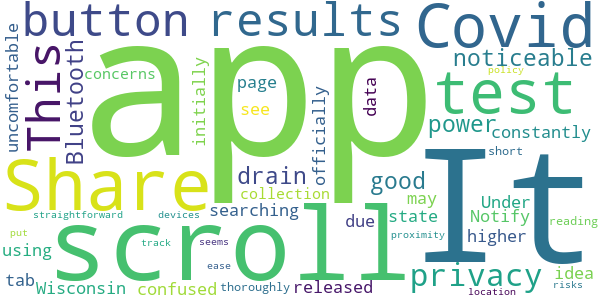 button results Covid
uncomfortable This Bluetooth concerns app initially page see officially data noticeable policy
test
power constantly
Share drain good It
collection may Under
straightforward devices searching due state Notify short higher reading
scroll using proximity idea
put track seems privacy
tab Wisconsin confused ease thoroughly released location risks